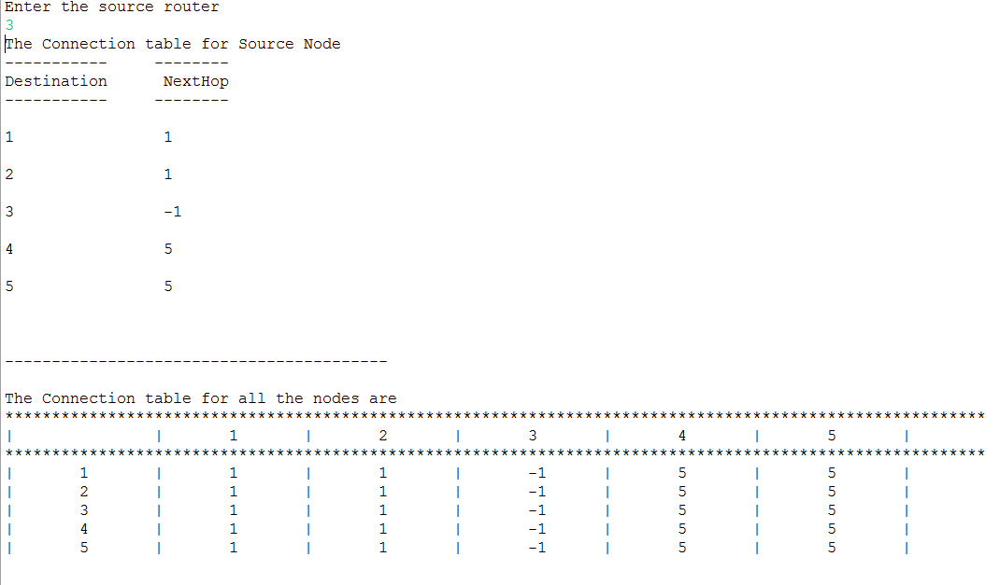 Enter the source router
3
The Connection table for Source Node
----------- --------
Destination NextHop
----------- --------
1 1
2 1
3 -1
4 5
5 5
-----------------------------------------
The Connection table for all the nodes are
*********************************************************************************************************
| | 1 | 2 | 3 | 4 | 5 |
*********************************************************************************************************
| 1 | 1 | 1 | -1 | 5 | 5 |
| 2 | 1 | 1 | -1 | 5 | 5 |
| 3 | 1 | 1 | -1 | 5 | 5 |
| 4 | 1 | 1 | -1 | 5 | 5 |
| 5 | 1 | 1 | -1 | 5 | 5 |